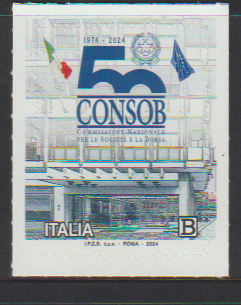 1974 - 2024
50
CONSOB
COMMISSIONE NAZIONALE
PER LE SOCIETÀ E LA BORSA
ITALIA B
I.P.Z.S. S.p.A. - ROMA - 2024